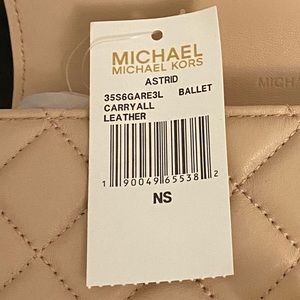 MICHAEL
MICHAEL KORS
ASTRID
35S6GARE3L BALLET
CARRYALL
LEATHER
1 90049 65538 2
NS
MICH